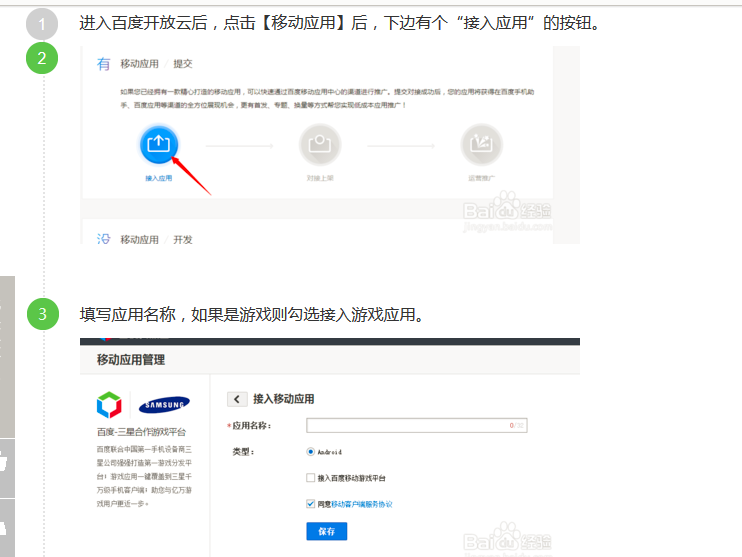 1
进入百度开放云后，点击【移动应用】后，下边有个“接入应用”的按钮。
2
有 移动应用 / 提交
如果您已经拥有一款精心打造的移动应用，可以快速通过百度移动应用中心的渠道进行推广。提交对接成功后，您的应用将获得在百度手机助
手、百度应用等渠道的全方位展现机会，更有首发、专题、换量等方式帮您实现低成本应用推广！
接入应用 对接上架 运营推广
Baidu经验
jingyan.baidu.com
没 移动应用 / 开发
3
填写应用名称，如果是游戏则勾选接入游戏应用。
移动应用管理
SAMSUNG
百度-三星合作游戏平台
百度联合中国第一手机设备商三
星公司强强打造第一游戏分发平
台！游戏应用一键覆盖到三星千
万级手机客户端！助您与亿万游
戏用户更近一步。
接入移动应用
*应用名称： 0/
类型： Android
接入百度移动游戏平台
同意移动客户端服务协议
保存
Baidu经验